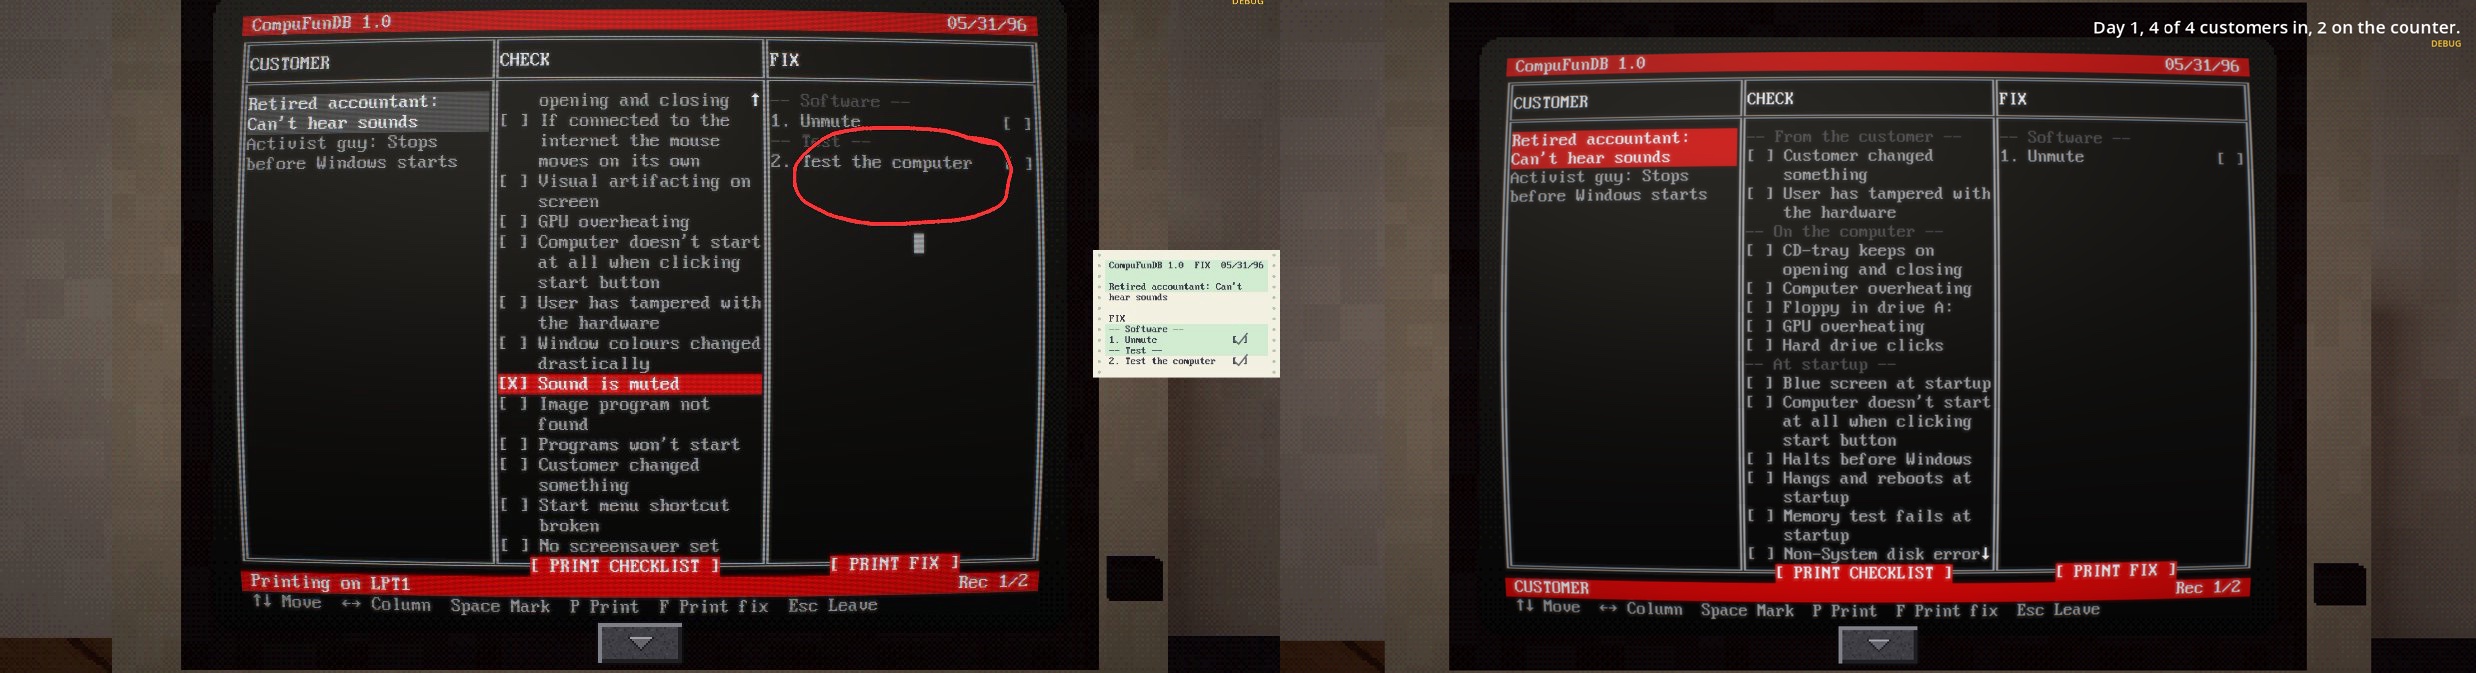 DEBUG
CompuFunDB 1.0
05/31/96
CUSTOMER
CHECK
FIX
Retired accountant:
Can't hear sounds
Activist guy: Stops
before Windows starts
opening and closing ↑
[ ] If connected to the
internet the mouse
moves on its own
[ ] Visual artifacting on
screen
[ ] GPU overheating
[ ] Computer doesn't start
at all when clicking
start button
[ ] User has tampered with
the hardware
[ ] Window colours changed
drastically
[X] Sound is muted
[ ] Image program not
found
[ ] Programs won't start
[ ] Customer changed
something
[ ] Start menu shortcut
broken
[ ] No screensaver set
-- Software --
1. Unmute [ ]
-- Test --
2. Test the computer [ ]
[ PRINT CHECKLIST ]
[ PRINT FIX ]
Printing on LPT1
Rec 1/2
↑↓ Move ↔ Column Space Mark P Print F Print fix Esc Leave
CompuFunDB 1.0 FIX 05/31/96
Retired accountant: Can't
hear sounds
FIX
-- Software --
1. Unmute [/]
-- Test --
2. Test the computer [/]
Day 1, 4 of 4 customers in, 2 on the counter.
DEBUG
CompuFunDB 1.0
05/31/96
CUSTOMER
CHECK
FIX
Retired accountant:
Can't hear sounds
Activist guy: Stops
before Windows starts
-- From the customer --
[ ] Customer changed
something
[ ] User has tampered with
the hardware
-- On the computer --
[ ] CD-tray keeps on
opening and closing
[ ] Computer overheating
[ ] Floppy in drive A:
[ ] GPU overheating
[ ] Hard drive clicks
-- At startup --
[ ] Blue screen at startup
[ ] Computer doesn't start
at all when clicking
start button
[ ] Halts before Windows
[ ] Hangs and reboots at
startup
[ ] Memory test fails at
startup
[ ] Non-System disk error↓
-- Software --
1. Unmute [ ]
[ PRINT CHECKLIST ]
[ PRINT FIX ]
CUSTOMER
Rec 1/2
↑↓ Move ↔ Column Space Mark P Print F Print fix Esc Leave